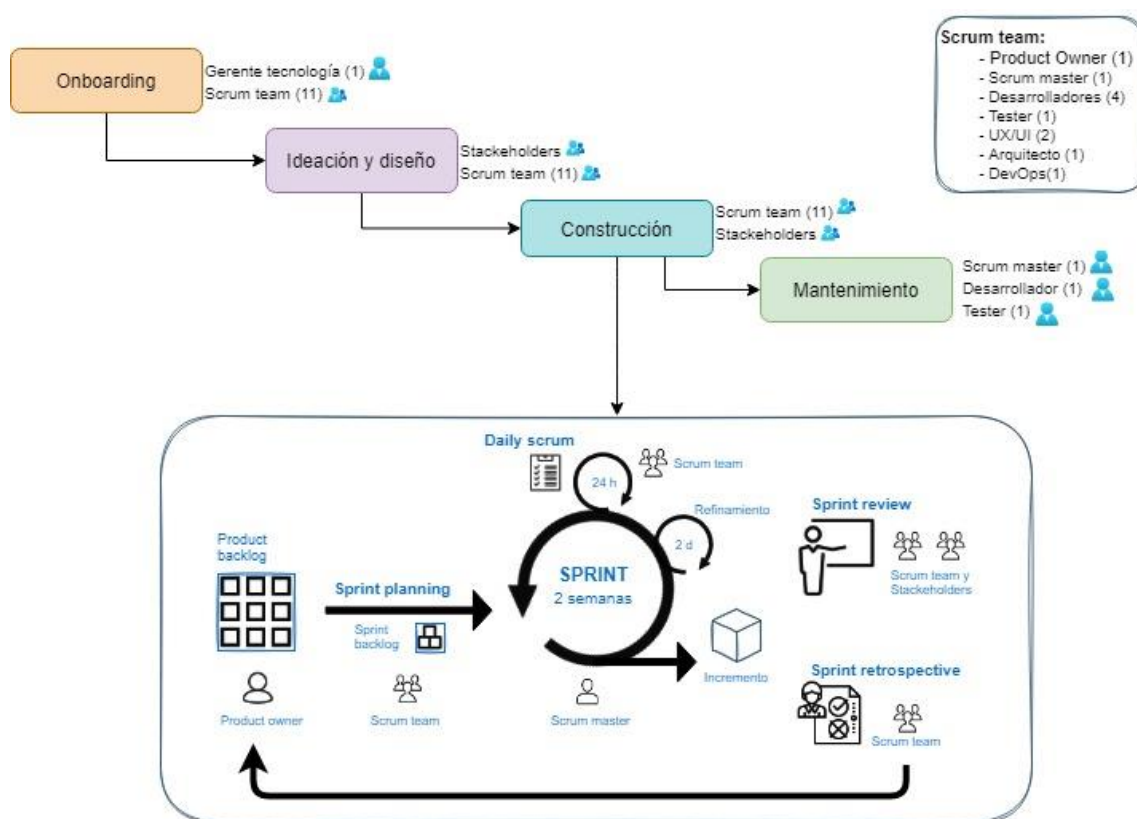 Onboarding
Gerente tecnología (1)
Scrum team (11)
Scrum team:
- Product Owner (1)
- Scrum master (1)
- Desarrolladores (4)
- Tester (1)
- UX/UI (2)
- Arquitecto (1)
- DevOps(1)
Ideación y diseño
Stackeholders
Scrum team (11)
Construcción
Scrum team (11)
Stackeholders
Mantenimiento
Scrum master (1)
Desarrollador (1)
Tester (1)
Daily scrum
24 h
Scrum team
Refinamiento
2 d
Product
backlog
Product owner
Sprint planning
Sprint
backlog
Scrum team
SPRINT
2 semanas
Scrum master
Incremento
Sprint review
Scrum team y
Stackeholders
Sprint retrospective
Scrum team